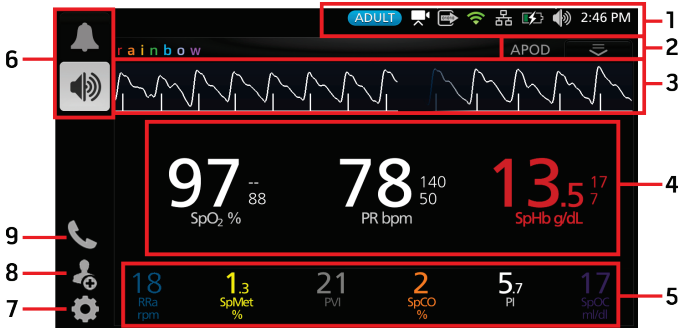 ADULT 2:46 PM 1
6 rainbow APOD 2
3
97 -- 88 78 140 50 13.5 17 7 4
SpO₂ % PR bpm SpHb g/dL
9
8 18 1.3 21 2 5.7 17 5
RRa SpMet PVI SpCO PI SpOC
7 rpm % % ml/dl